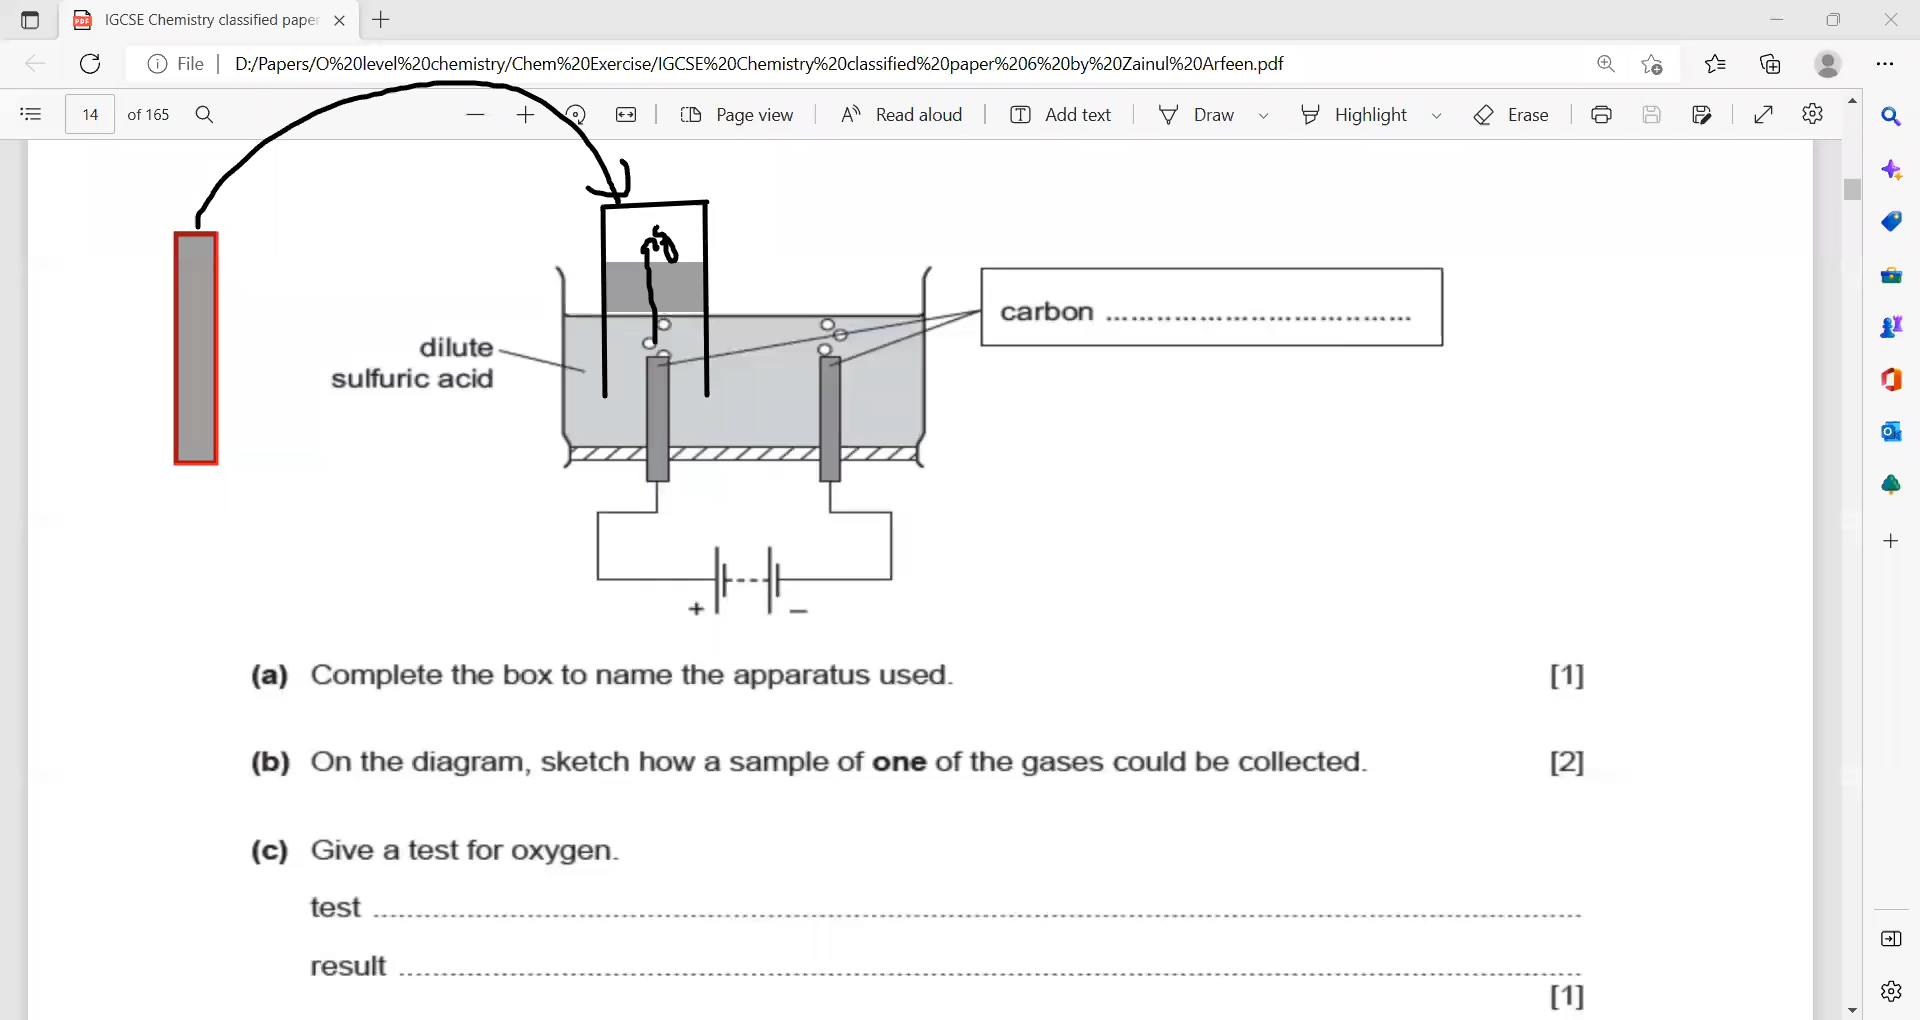 IGCSE Chemistry classified paper
File D:/Papers/O%20level%20chemistry/Chem%20Exercise/IGCSE%20Chemistry%20classified%20paper%206%20by%20Zainul%20Arfeen.pdf
14 of 165 Page view Read aloud Add text Draw Highlight Erase
carbon ....................................
dilute
sulfuric acid
+ –
(a) Complete the box to name the apparatus used. [1]
(b) On the diagram, sketch how a sample of one of the gases could be collected. [2]
(c) Give a test for oxygen.
test ....................................
result ....................................
[1]